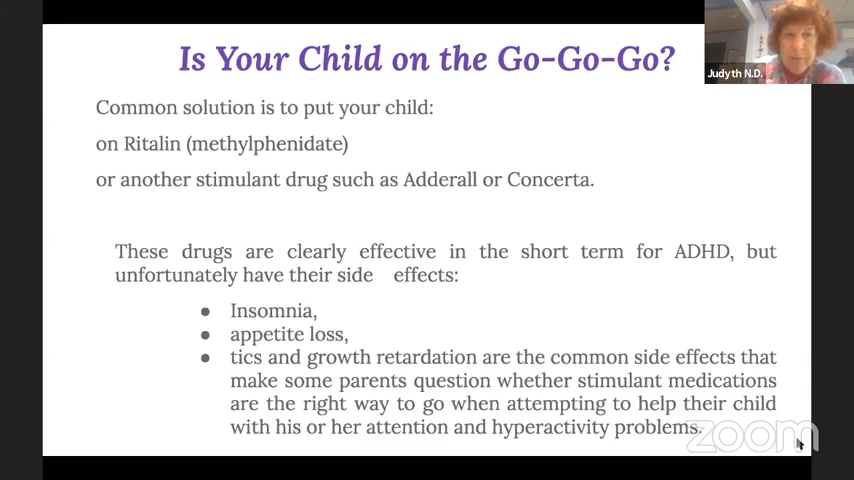 Is Your Child on the Go-Go-Go?
Judyth N.D.
Common solution is to put your child:
on Ritalin (methylphenidate)
or another stimulant drug such as Adderall or Concerta.
These drugs are clearly effective in the short term for ADHD, but
unfortunately have their side effects:
● Insomnia,
● appetite loss,
● tics and growth retardation are the common side effects that
make some parents question whether stimulant medications
are the right way to go when attempting to help their child
with his or her attention and hyperactivity problems.
zoom